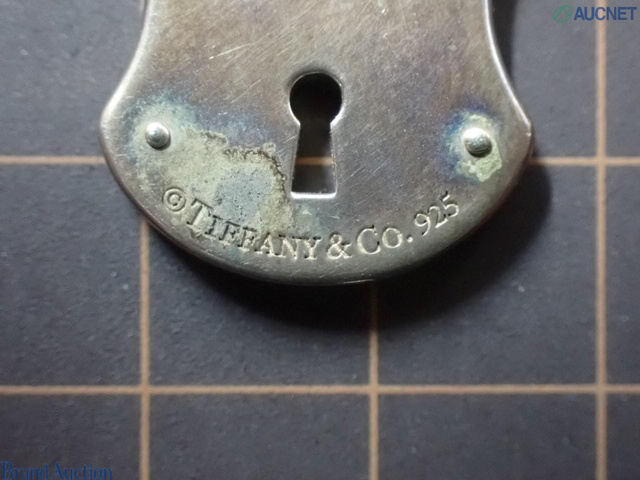 AUCNET
©TIFFANY & CO. 925
Brand Auction